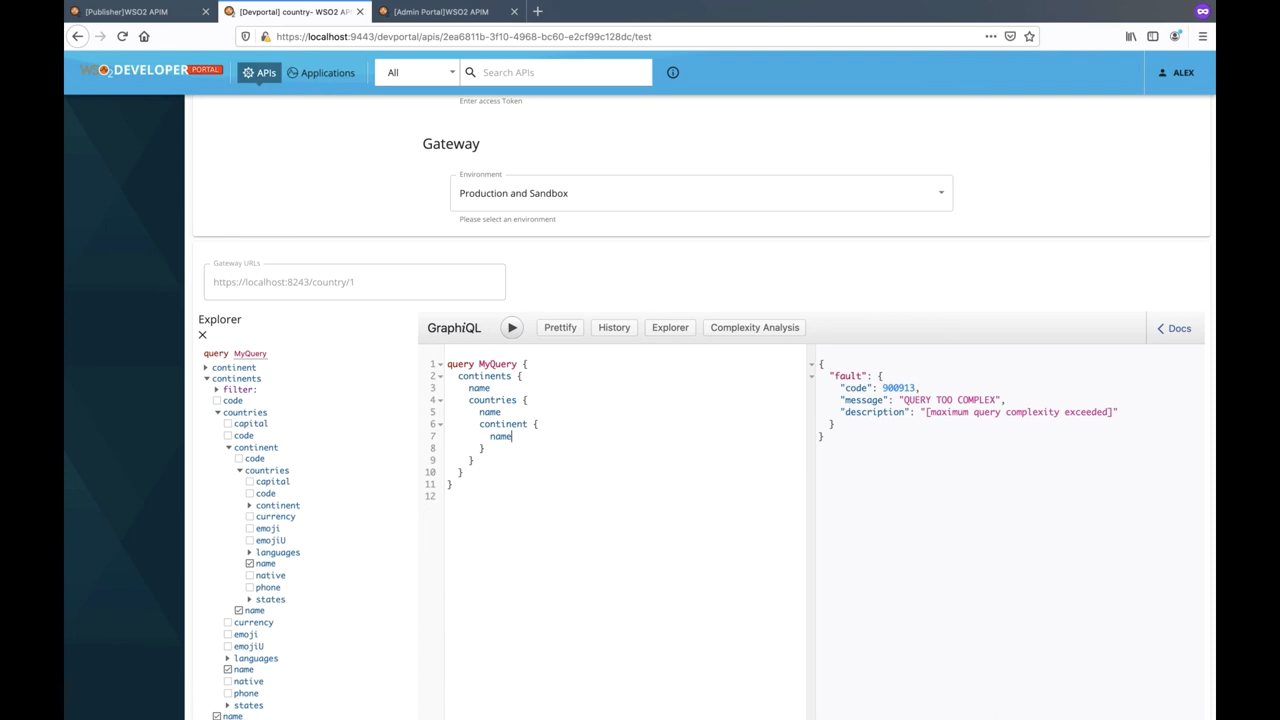 [Publisher]WSO2 APIM
[Devportal] country- WSO2 API
[Admin Portal]WSO2 APIM
https://localhost:9443/devportal/apis/2ea6811b-3f10-4968-bc60-e2cf99c128dc/test
WSO2 DEVELOPER PORTAL
APIs
Applications
All
Search APIs
ALEX
Enter access Token
Gateway
Environment
Production and Sandbox
Please select an environment
Gateway URLs
https://localhost:8243/country/1
Explorer
query MyQuery
continent
continents
filter:
code
countries
capital
code
continent
code
countries
capital
code
continent
currency
emoji
emojiU
languages
name
native
phone
states
name
currency
emoji
emojiU
languages
name
native
phone
states
name
GraphiQL
Prettify
History
Explorer
Complexity Analysis
Docs
1 query MyQuery {
2 continents {
3 name
4 countries {
5 name
6 continent {
7 name
8 }
9 }
10 }
11 }
12
{
"fault": {
"code": 900913,
"message": "QUERY TOO COMPLEX",
"description": "[maximum query complexity exceeded]"
}
}